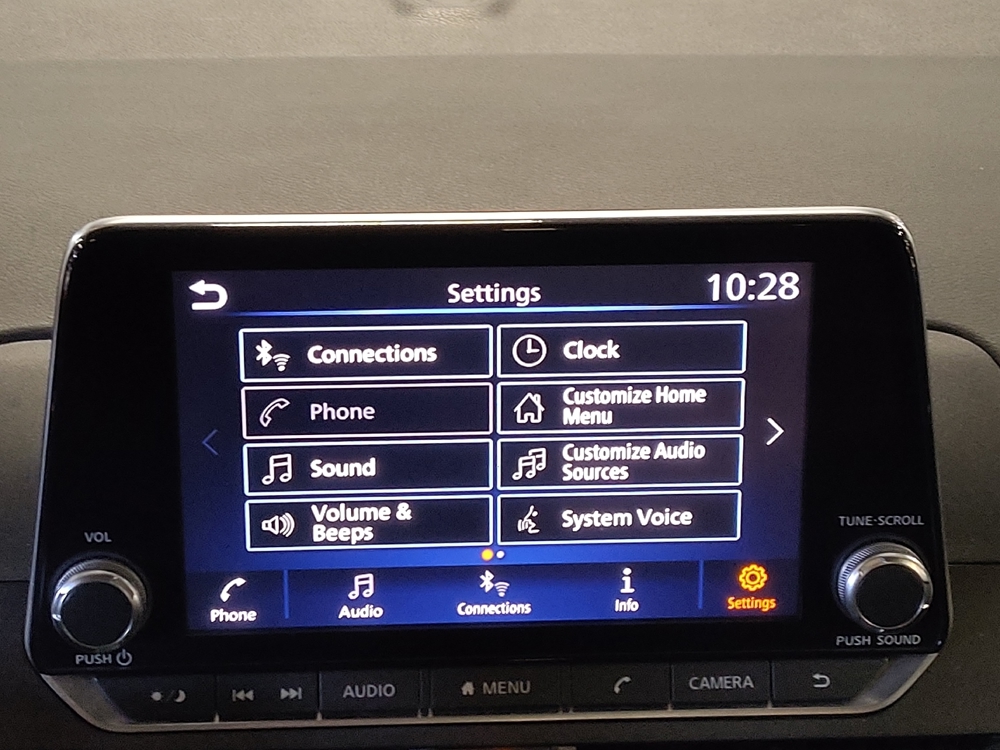 Settings
10:28
Connections
Clock
Phone
Customize Home
Menu
Sound
Customize Audio
Sources
Volume &
Beeps
System Voice
Phone
Audio
Connections
Info
Settings
VOL
PUSH
TUNE·SCROLL
PUSH SOUND
AUDIO
MENU
CAMERA